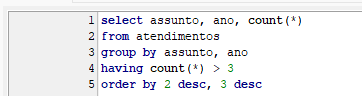 1 select assunto, ano, count(*)
2 from atendimentos
3 group by assunto, ano
4 having count(*) > 3
5 order by 2 desc, 3 desc